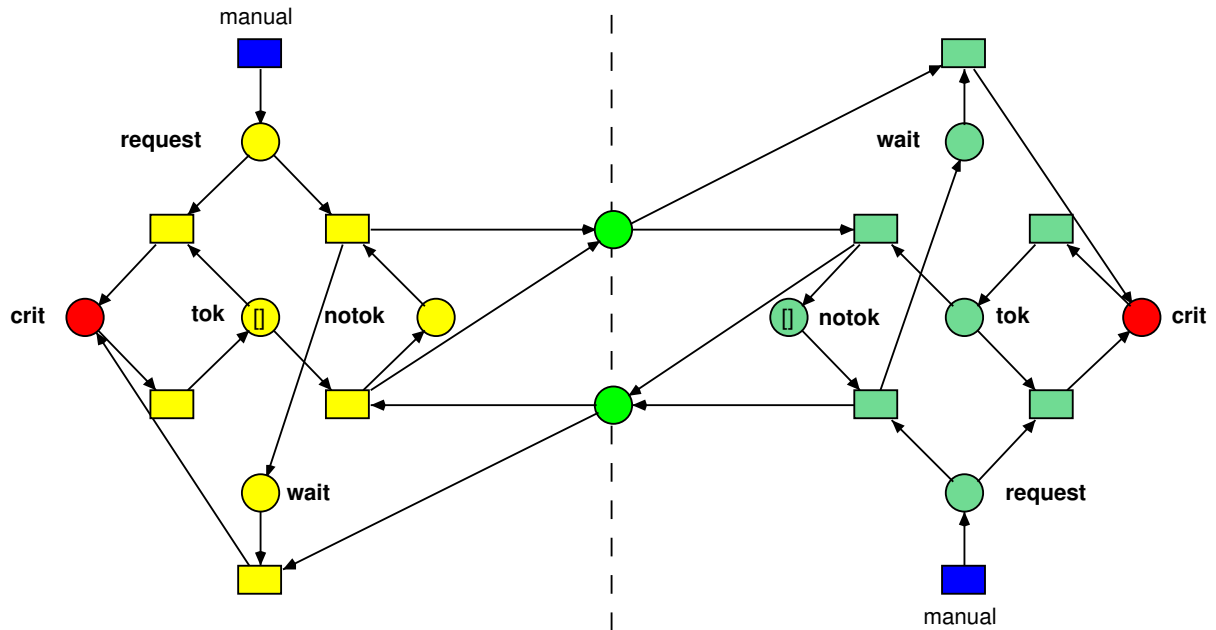 manual
request
wait
crit
tok
[]
notok
[]
notok
tok
crit
wait
request
manual